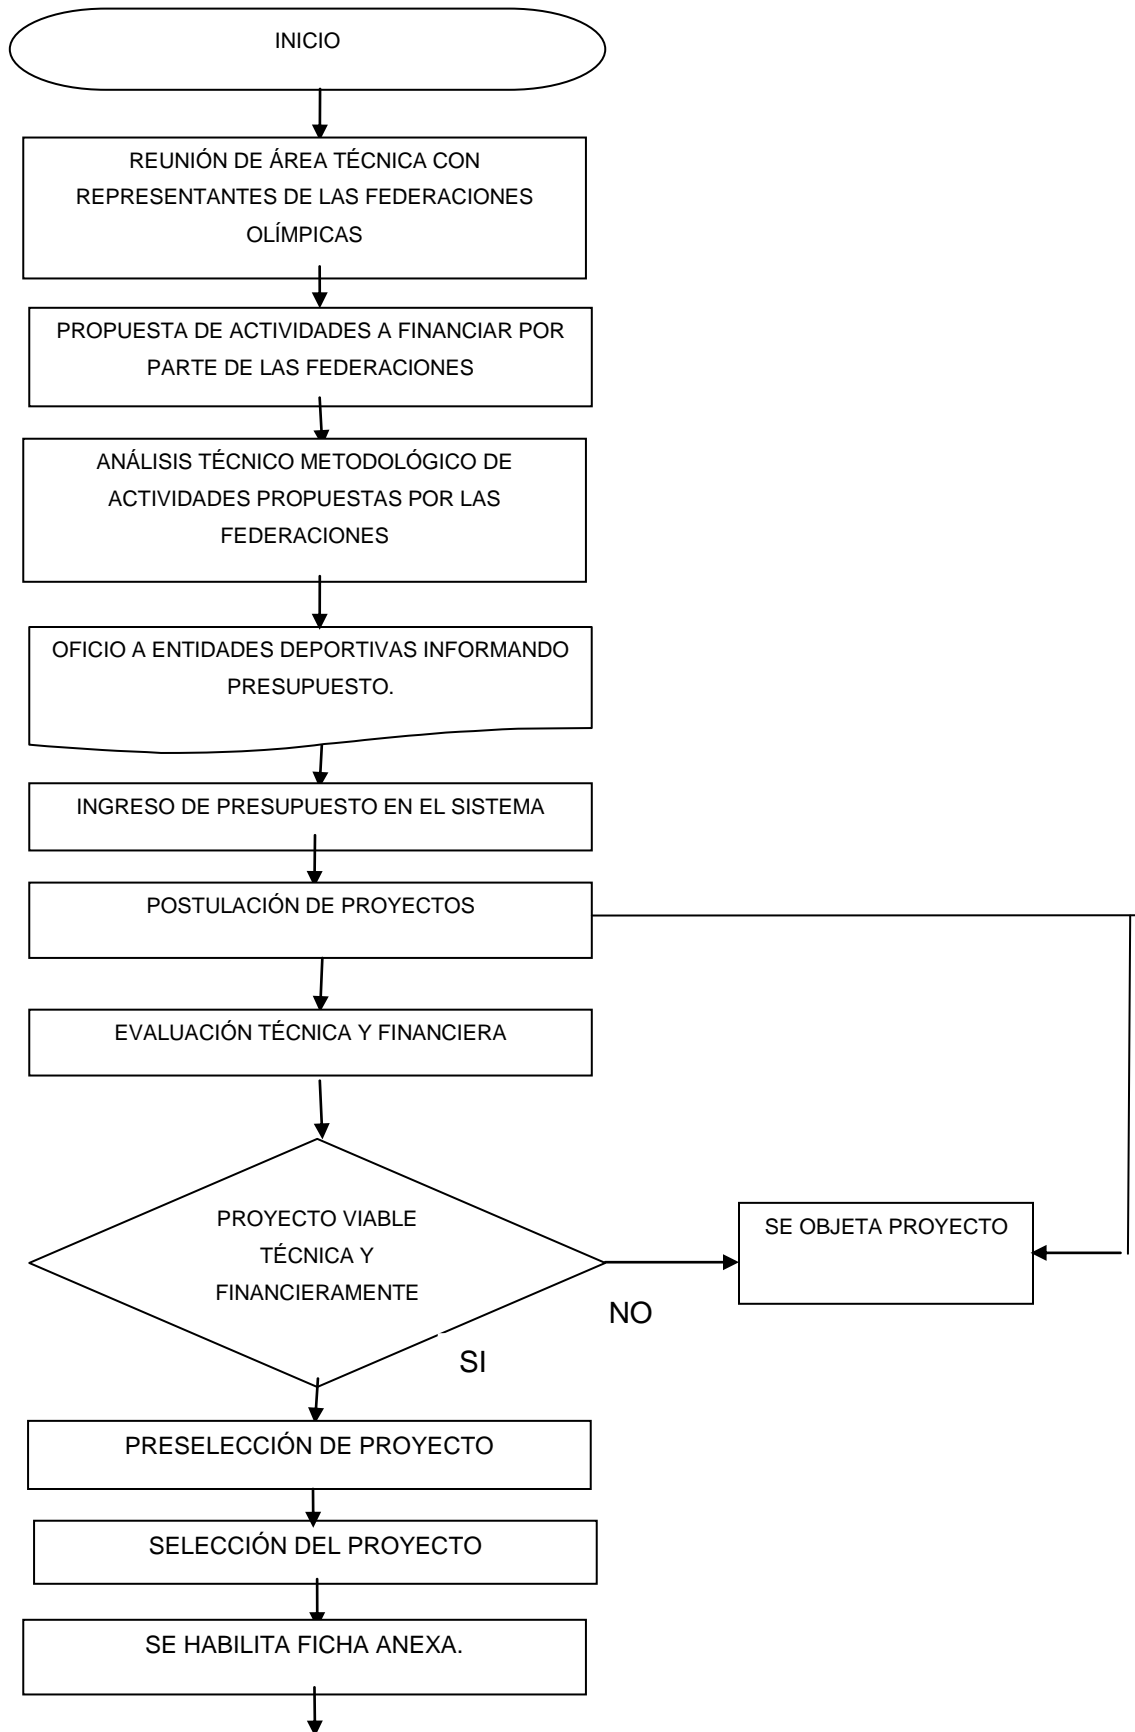 INICIO
REUNIÓN DE ÁREA TÉCNICA CON
REPRESENTANTES DE LAS FEDERACIONES
OLÍMPICAS
PROPUESTA DE ACTIVIDADES A FINANCIAR POR
PARTE DE LAS FEDERACIONES
ANÁLISIS TÉCNICO METODOLÓGICO DE
ACTIVIDADES PROPUESTAS POR LAS
FEDERACIONES
OFICIO A ENTIDADES DEPORTIVAS INFORMANDO
PRESUPUESTO.
INGRESO DE PRESUPUESTO EN EL SISTEMA
POSTULACIÓN DE PROYECTOS
EVALUACIÓN TÉCNICA Y FINANCIERA
PROYECTO VIABLE
TÉCNICA Y
FINANCIERAMENTE
SE OBJETA PROYECTO
NO
SI
PRESELECCIÓN DE PROYECTO
SELECCIÓN DEL PROYECTO
SE HABILITA FICHA ANEXA.